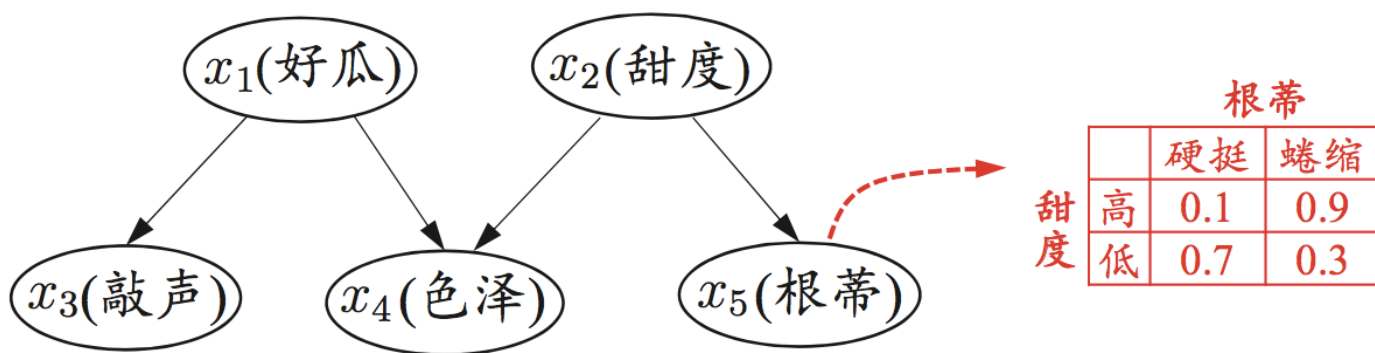 x₁(好瓜) x₂(甜度)
x₃(敲声) x₄(色泽) x₅(根蒂)
根蒂
硬挺 蜷缩
甜度
高 0.1 0.9
低 0.7 0.3